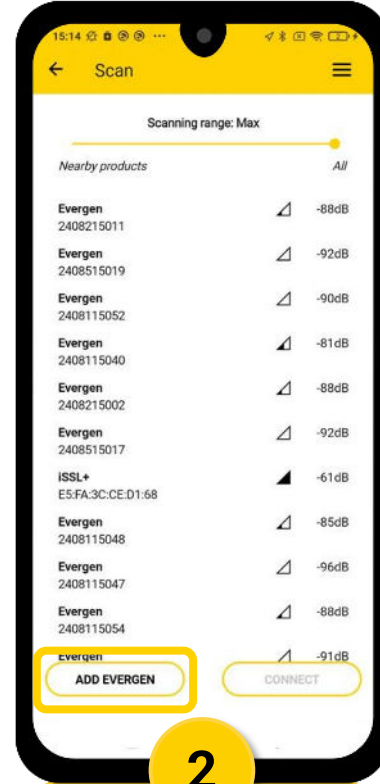 15:14
Scan
Scanning range: Max
Nearby products All
Evergen -88dB
2408215011
Evergen -92dB
2408515019
Evergen -90dB
2408115052
Evergen -81dB
2408115040
Evergen -88dB
2408215002
Evergen -92dB
2408515017
iSSL+ -61dB
E5:FA:3C:CE:D1:68
Evergen -85dB
2408115048
Evergen -96dB
2408115047
Evergen -88dB
2408115054
Evergen -91dB
ADD EVERGEN CONNECT
2